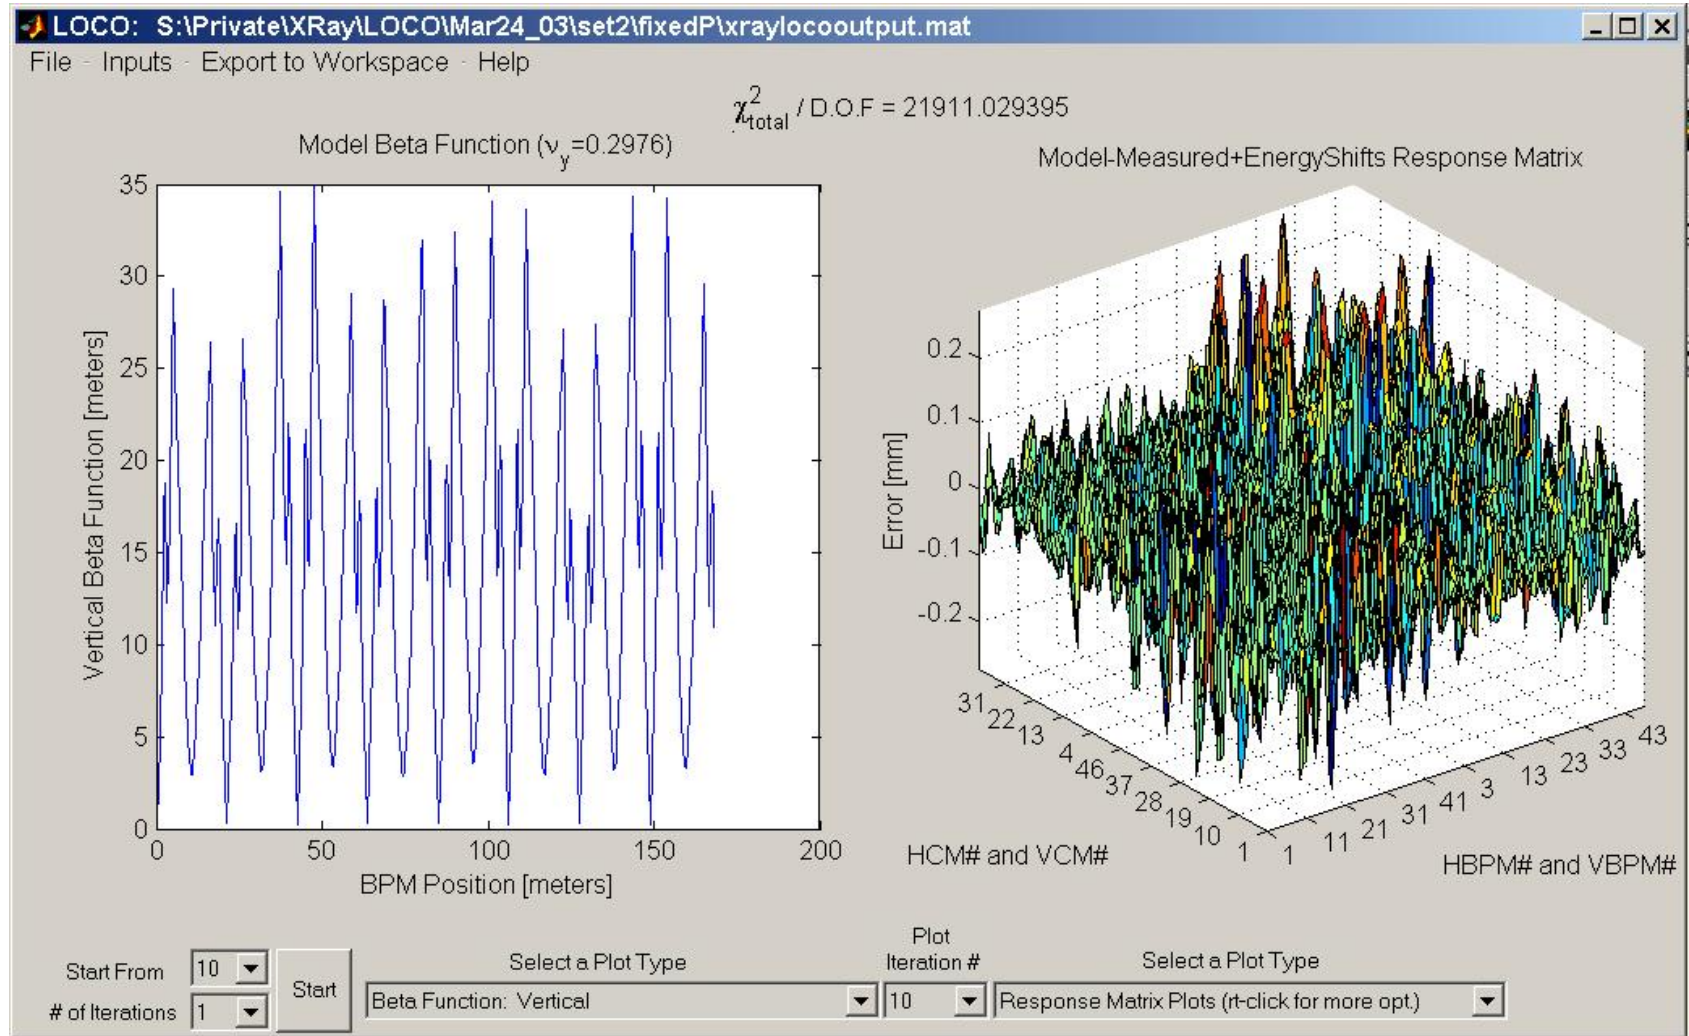 LOCO: S:\Private\XRay\LOCO\Mar24_03\set2\fixedP\xraylocooutput.mat
File - Inputs - Export to Workspace - Help
χ²total / D.O.F = 21911.029395
Model Beta Function (νy=0.2976)
35
30
25
20
15
10
5
0
0 50 100 150 200
Vertical Beta Function [meters]
BPM Position [meters]
Model-Measured+EnergyShifts Response Matrix
0.2
0.1
0
-0.1
-0.2
Error [mm]
31 22 13 4 46 37 28 19 10 1
1 11 21 31 41 3 13 23 33 43
HCM# and VCM#
HBPM# and VBPM#
Start From 10
# of Iterations 1
Start
Select a Plot Type
Beta Function: Vertical
Plot
Iteration #
10
Select a Plot Type
Response Matrix Plots (rt-click for more opt.)